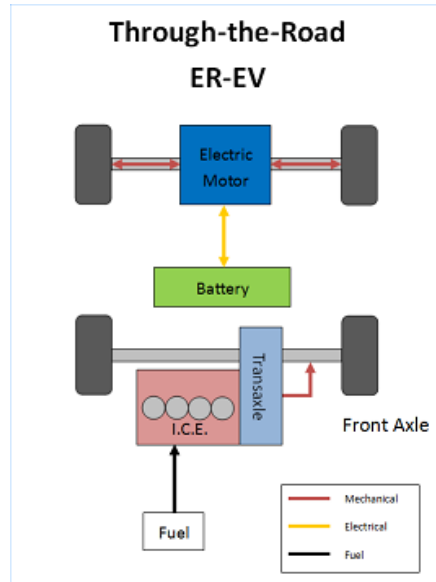 Through-the-Road
ER-EV
Electric
Motor
Battery
Transaxle
I.C.E.
Front Axle
Fuel
Mechanical
Electrical
Fuel